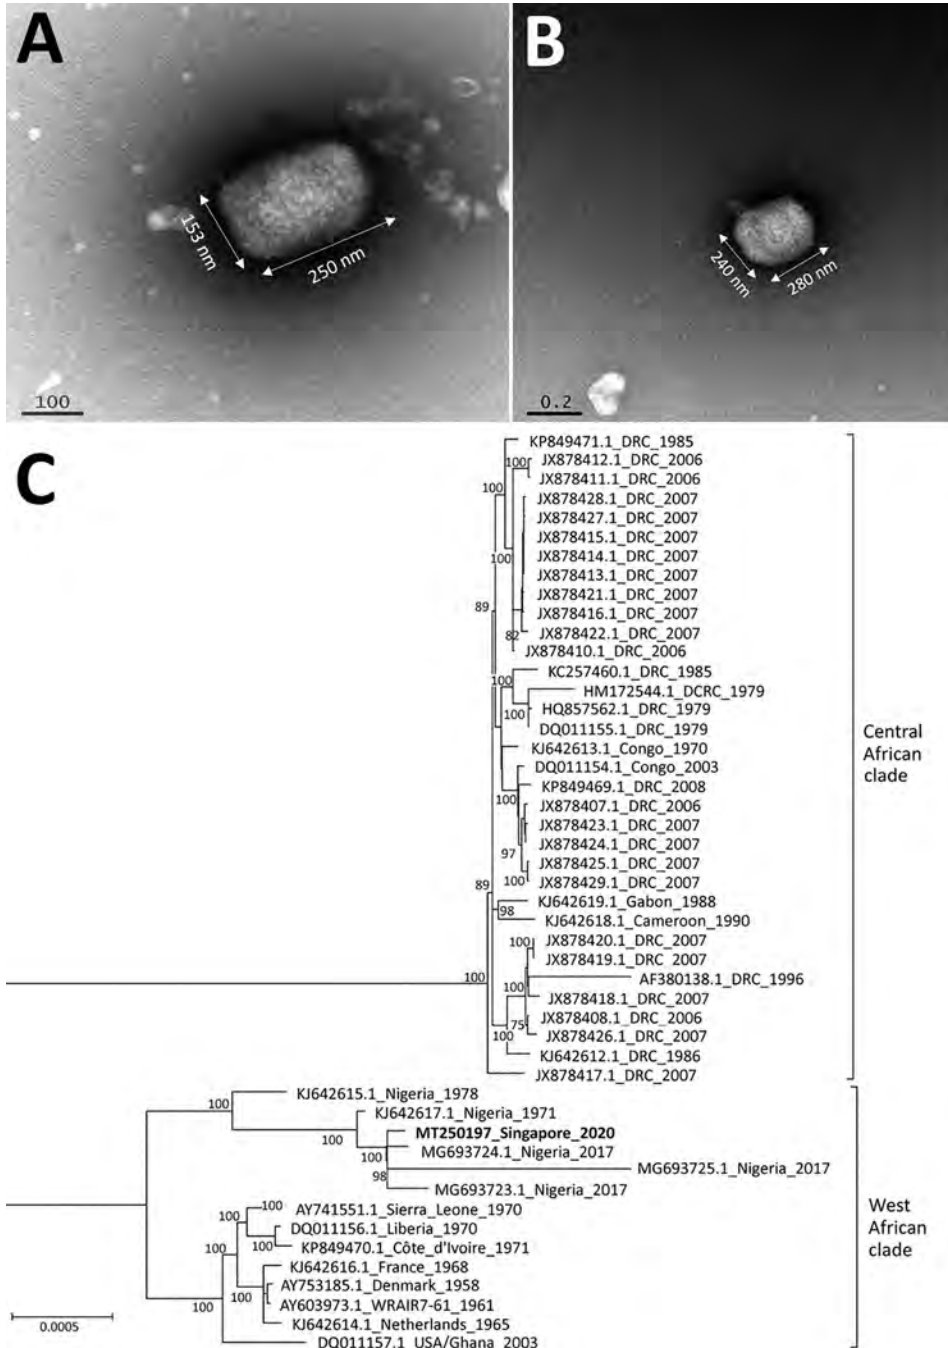 A
B
153 nm
250 nm
240 nm
280 nm
100
0.2
C
KP849471.1_DRC_1985
100
JX878412.1_DRC_2006
JX878411.1_DRC_2006
100
JX878428.1_DRC_2007
JX878427.1_DRC_2007
JX878415.1_DRC_2007
100
JX878414.1_DRC_2007
JX878413.1_DRC_2007
JX878421.1_DRC_2007
89
JX878416.1_DRC_2007
82
JX878422.1_DRC_2007
JX878410.1_DRC_2006
100
KC257460.1_DRC_1985
HM172544.1_DCRC_1979
100
HQ857562.1_DRC_1979
DQ011155.1_DRC_1979
KJ642613.1_Congo_1970
DQ011154.1_Congo_2003
KP849469.1_DRC_2008
100
JX878407.1_DRC_2006
JX878423.1_DRC_2007
JX878424.1_DRC_2007
97
JX878425.1_DRC_2007
100
JX878429.1_DRC_2007
89
KJ642619.1_Gabon_1988
98
KJ642618.1_Cameroon_1990
100
JX878420.1_DRC_2007
JX878419.1_DRC_2007
100
AF380138.1_DRC_1996
100
JX878418.1_DRC_2007
JX878408.1_DRC_2006
75
JX878426.1_DRC_2007
100
KJ642612.1_DRC_1986
JX878417.1_DRC_2007
Central
African
clade
KJ642615.1_Nigeria_1978
100
KJ642617.1_Nigeria_1971
MT250197_Singapore_2020
100
MG693724.1_Nigeria_2017
100
MG693725.1_Nigeria_2017
98
MG693723.1_Nigeria_2017
AY741551.1_Sierra_Leone_1970
100
100
DQ011156.1_Liberia_1970
100
KP849470.1_Côte_d'Ivoire_1971
100
KJ642616.1_France_1968
AY753185.1_Denmark_1958
100
AY603973.1_WRAIR7-61_1961
100
KJ642614.1_Netherlands_1965
DQ011157.1_USA/Ghana_2003
West
African
clade
0.0005